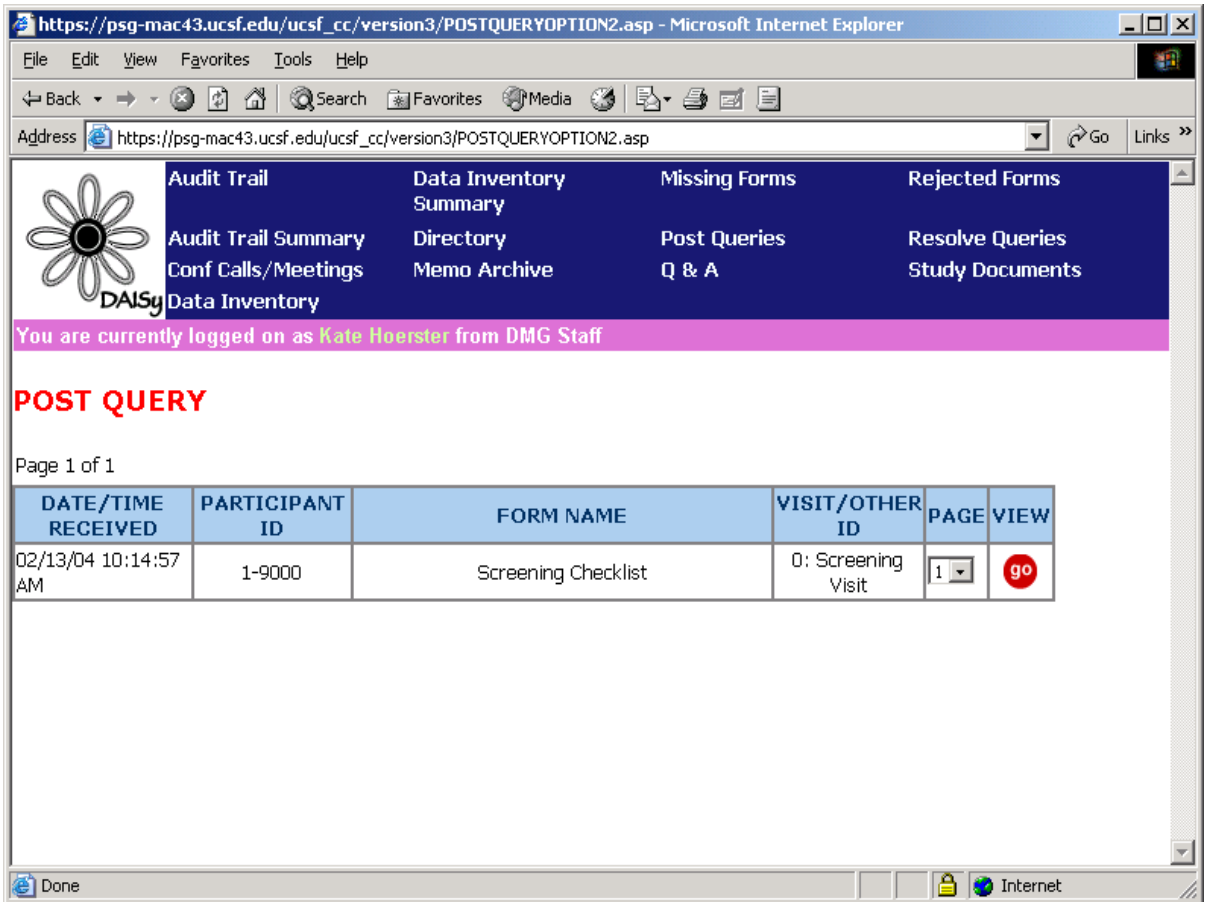 https://psg-mac43.ucsf.edu/ucsf_cc/version3/POSTQUERYOPTION2.asp - Microsoft Internet Explorer
File Edit View Favorites Tools Help
Back Search Favorites Media
Address https://psg-mac43.ucsf.edu/ucsf_cc/version3/POSTQUERYOPTION2.asp Go Links »
Audit Trail Data Inventory Summary Missing Forms Rejected Forms
Audit Trail Summary Directory Post Queries Resolve Queries
Conf Calls/Meetings Memo Archive Q & A Study Documents
DAISy Data Inventory
You are currently logged on as Kate Hoerster from DMG Staff
POST QUERY
Page 1 of 1
DATE/TIME RECEIVED PARTICIPANT ID FORM NAME VISIT/OTHER ID PAGE VIEW
02/13/04 10:14:57 AM 1-9000 Screening Checklist 0: Screening Visit 1 go
Done Internet